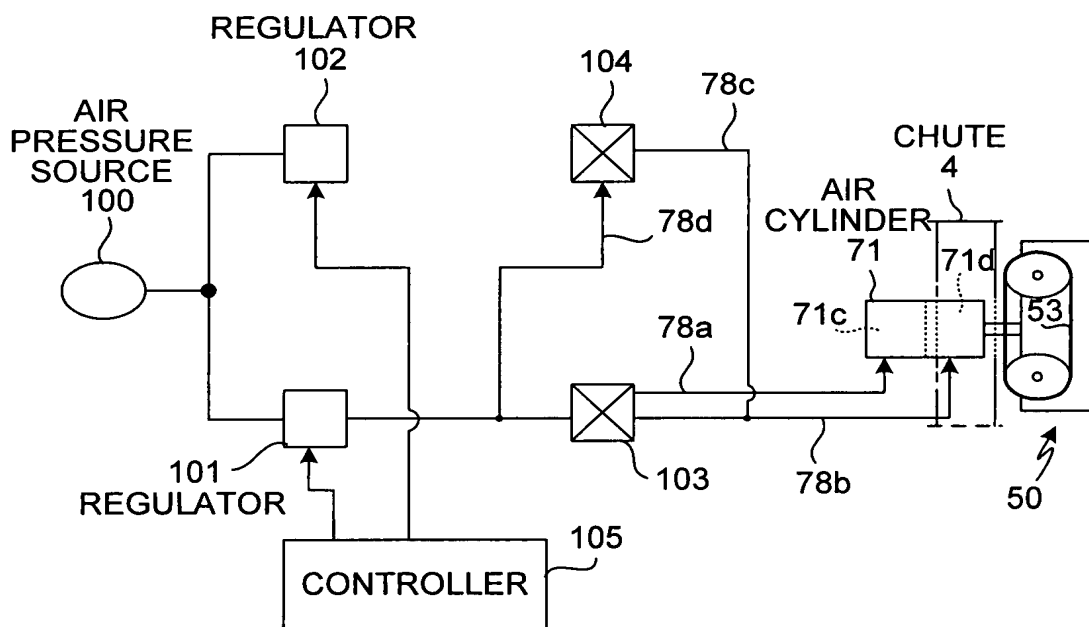 REGULATOR
102
104
78c
AIR
PRESSURE
SOURCE
100
CHUTE
4
AIR
CYLINDER
71
71d
78d
71c
53
78a
101
REGULATOR
103
78b
50
105
CONTROLLER